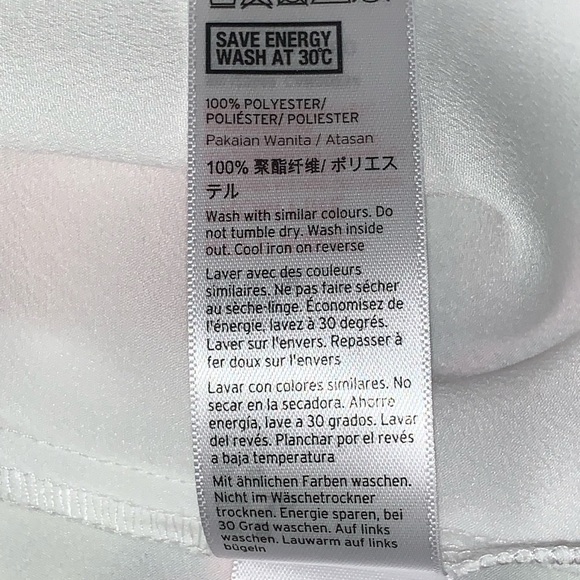 SAVE ENERGY
WASH AT 30°C
100% POLYESTER/
POLIÉSTER/ POLIESTER
Pakaian Wanita / Atasan
100% 聚酯纤维/ ポリエス
テル
Wash with similar colours. Do
not tumble dry. Wash inside
out. Cool iron on reverse
Laver avec des couleurs
similaires. Ne pas faire sécher
au sèche-linge. Économisez de
l'énergie, lavez à 30 degrés.
Laver sur l'envers. Repasser à
fer doux sur l'envers
Lavar con colores similares. No
secar en la secadora. Ahorre
energía, lave a 30 grados. Lavar
del revés. Planchar por el revés
a baja temperatura
Mit ähnlichen Farben waschen.
Nicht im Wäschetrockner
trocknen. Energie sparen, bei
30 Grad waschen. Auf links
waschen. Lauwarm auf links
bügeln